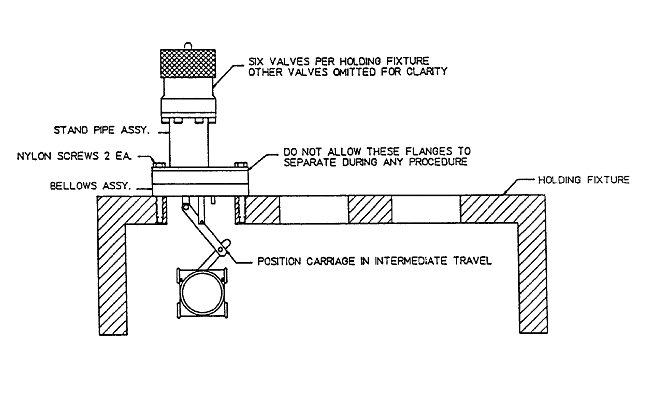 SIX VALVES PER HOLDING FIXTURE
OTHER VALVES OMITTED FOR CLARITY
STAND PIPE ASSY.
NYLON SCREWS 2 EA.
DO NOT ALLOW THESE FLANGES TO
SEPARATE DURING ANY PROCEDURE
BELLOWS ASSY.
HOLDING FIXTURE
POSITION CARRIAGE IN INTERMEDIATE TRAVEL